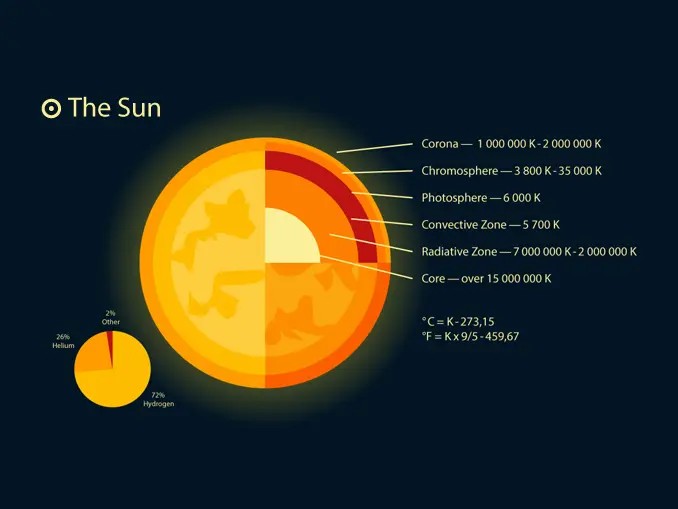 The Sun
Corona — 1 000 000 K - 2 000 000 K
Chromosphere — 3 800 K - 35 000 K
Photosphere — 6 000 K
Convective Zone — 5 700 K
Radiative Zone — 7 000 000 K - 2 000 000 K
Core — over 15 000 000 K
°C = K - 273,15
°F = K x 9/5 - 459,67
2%
Other
26%
Helium
72%
Hydrogen